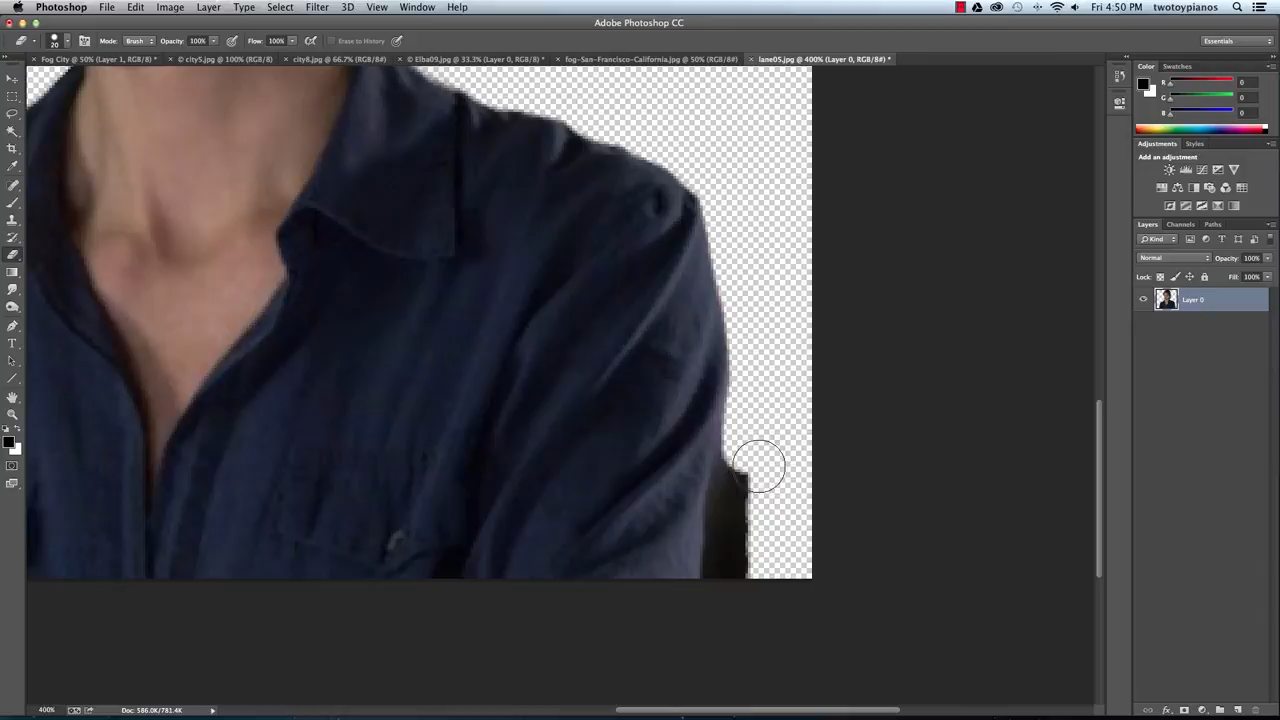 Photoshop File Edit Image Layer Type Select Filter 3D View Window Help Fri 4:50 PM twotoypianos
Adobe Photoshop CC
20 Mode: Brush Opacity: 100% Flow: 100% Erase to History Essentials
Fog City @ 50% (Layer 1, RGB/8) * © city5.jpg @ 100% (RGB/8) city8.jpg @ 66.7% (RGB/8#) © Elba09.jpg @ 33.3% (Layer 0, RGB/8*) * fog-San-Francisco-California.jpg @ 50% (RGB/8#) lane05.jpg @ 400% (Layer 0, RGB/8#) *
Color Swatches
R 0
G 0
B 0
Adjustments Styles
Add an adjustment
Layers Channels Paths
Kind
Normal Opacity: 100%
Lock: Fill: 100%
Layer 0
400% Doc: 586.0K/781.4K